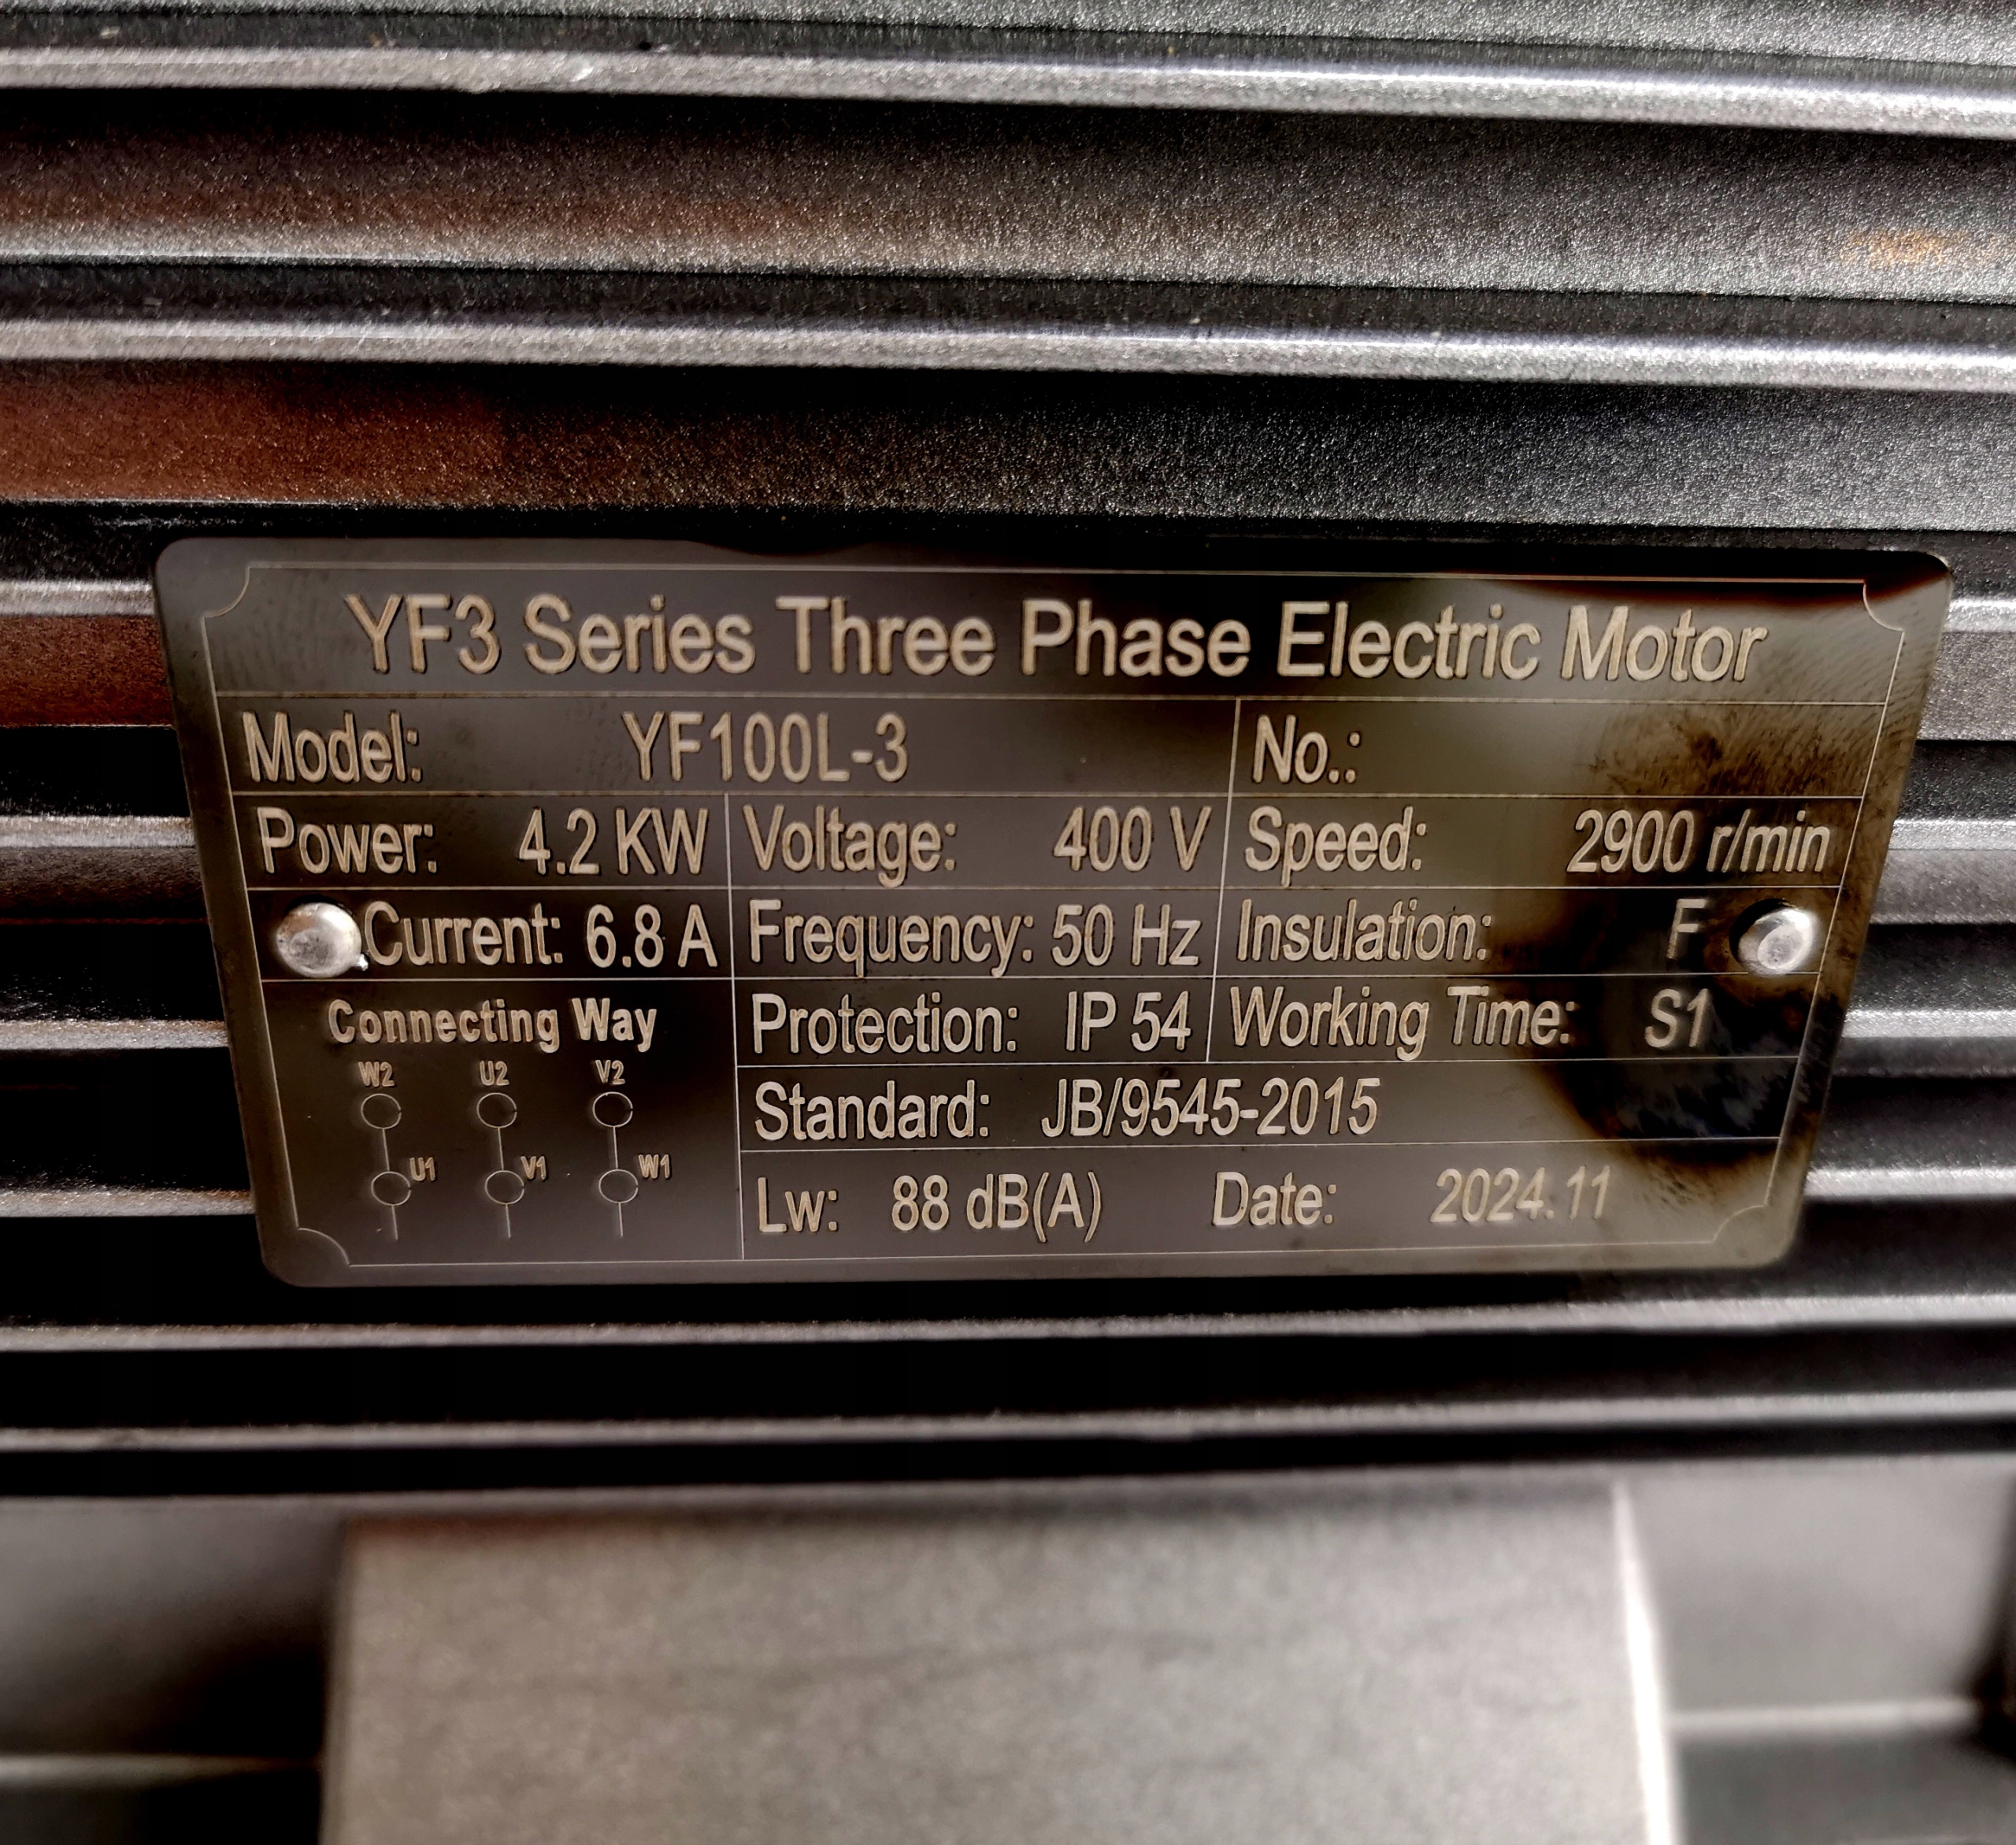 YF3 Series Three Phase Electric Motor
Model: YF100L-3 No.:
Power: 4.2 KW Voltage: 400 V Speed: 2900 r/min
Current: 6.8 A Frequency: 50 Hz Insulation: F
Connecting Way Protection: IP 54 Working Time: S1
W2 U2 V2
U1 V1 W1
Standard: JB/9545-2015
Lw: 88 dB(A) Date: 2024.11